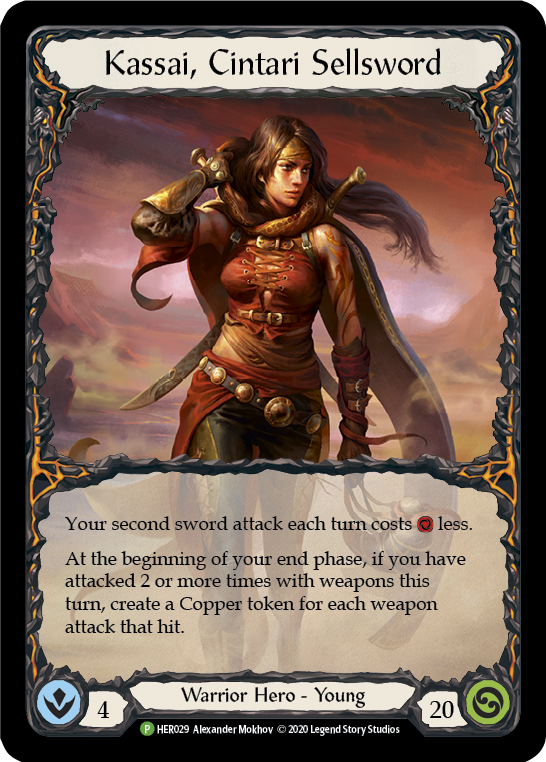 Kassai, Cintari Sellsword
Your second sword attack each turn costs less.
At the beginning of your end phase, if you have
attacked 2 or more times with weapons this
turn, create a Copper token for each weapon
attack that hit.
4
Warrior Hero - Young
20
P HER029 Alexander Mokhov © 2020 Legend Story Studios